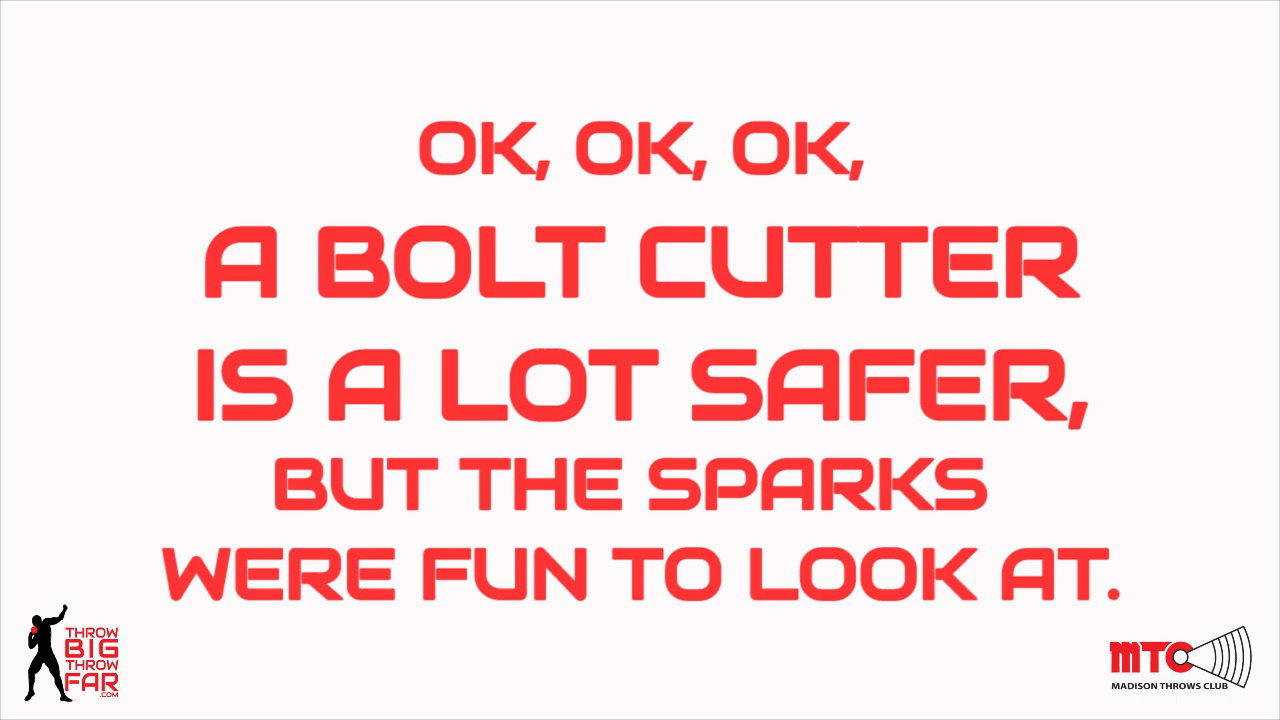 OK, OK, OK,
A BOLT CUTTER
IS A LOT SAFER,
BUT THE SPARKS
WERE FUN TO LOOK AT.
THROW
BIG
THROW
FAR
.COM
MTC
MADISON THROWS CLUB